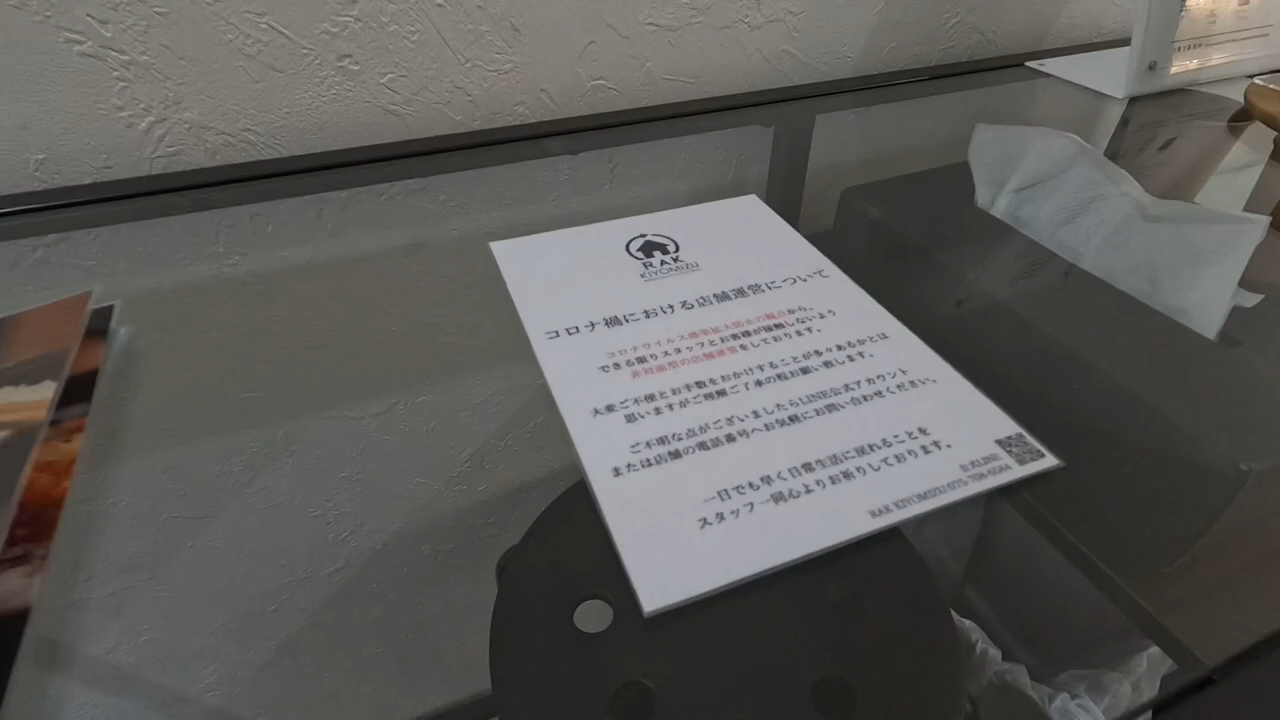 RAK
KIYOMIZU
コロナ禍における店舗運営について
コロナウイルス感染拡大防止の観点から、
できる限りスタッフとお客様が接触しないよう
非対面型の店舗運営をしております。
大変ご不便とお手数をおかけすることが多々あるかとは
思いますがご理解ご了承の程お願い致します。
ご不明な点がございましたらLINE公式アカウント
または店舗の電話番号へお気軽にお問い合わせください。
一日でも早く日常生活に戻れることを
スタッフ一同心よりお祈りしております。
公式LINE
RAK KIYOMIZU 075-708-6564